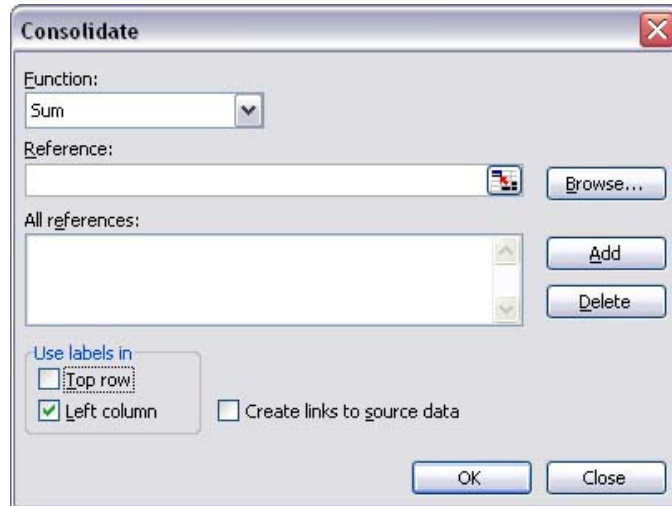 Consolidate
Function:
Sum
Reference:
Browse...
All references:
Add
Delete
Use labels in
Top row
Left column
Create links to source data
OK
Close